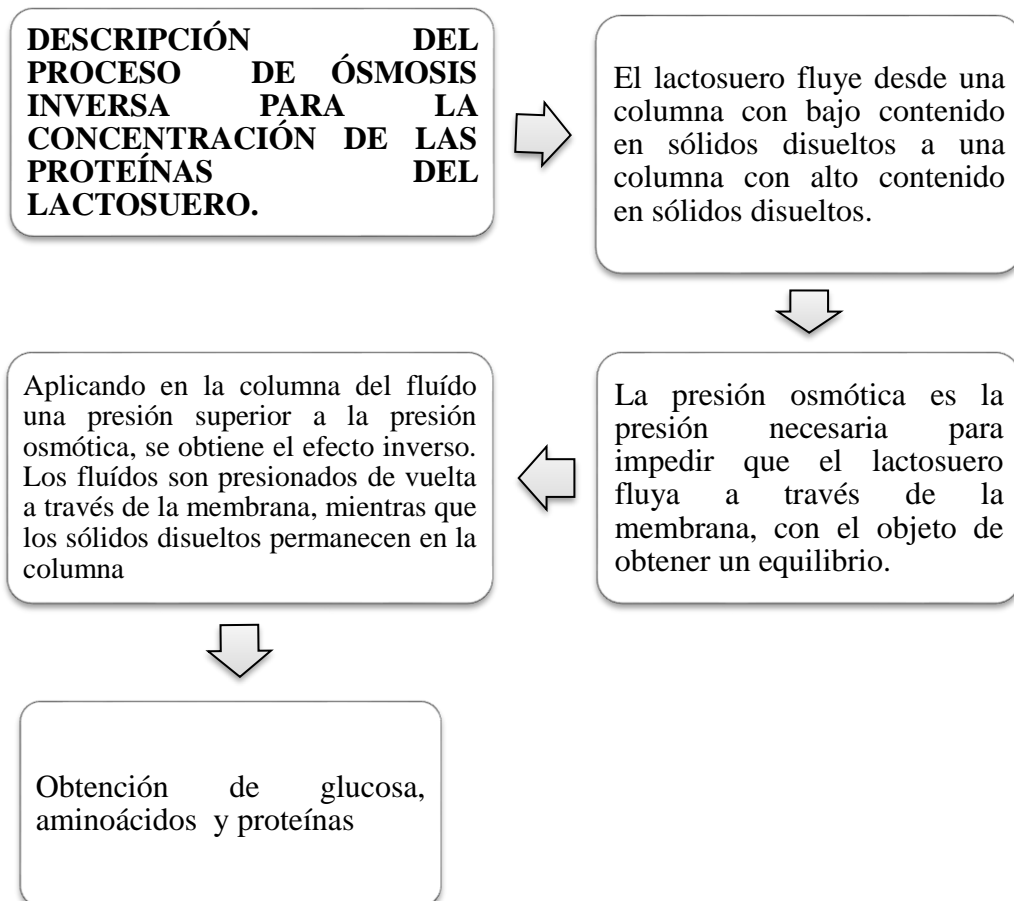 DESCRIPCIÓN DEL
PROCESO DE ÓSMOSIS
INVERSA PARA LA
CONCENTRACIÓN DE LAS
PROTEÍNAS DEL
LACTOSUERO.
El lactosuero fluye desde una
columna con bajo contenido
en sólidos disueltos a una
columna con alto contenido
en sólidos disueltos.
La presión osmótica es la
presión necesaria para
impedir que el lactosuero
fluya a través de la
membrana, con el objeto de
obtener un equilibrio.
Aplicando en la columna del fluído
una presión superior a la presión
osmótica, se obtiene el efecto inverso.
Los fluídos son presionados de vuelta
a través de la membrana, mientras que
los sólidos disueltos permanecen en la
columna
Obtención de glucosa,
aminoácidos y proteínas